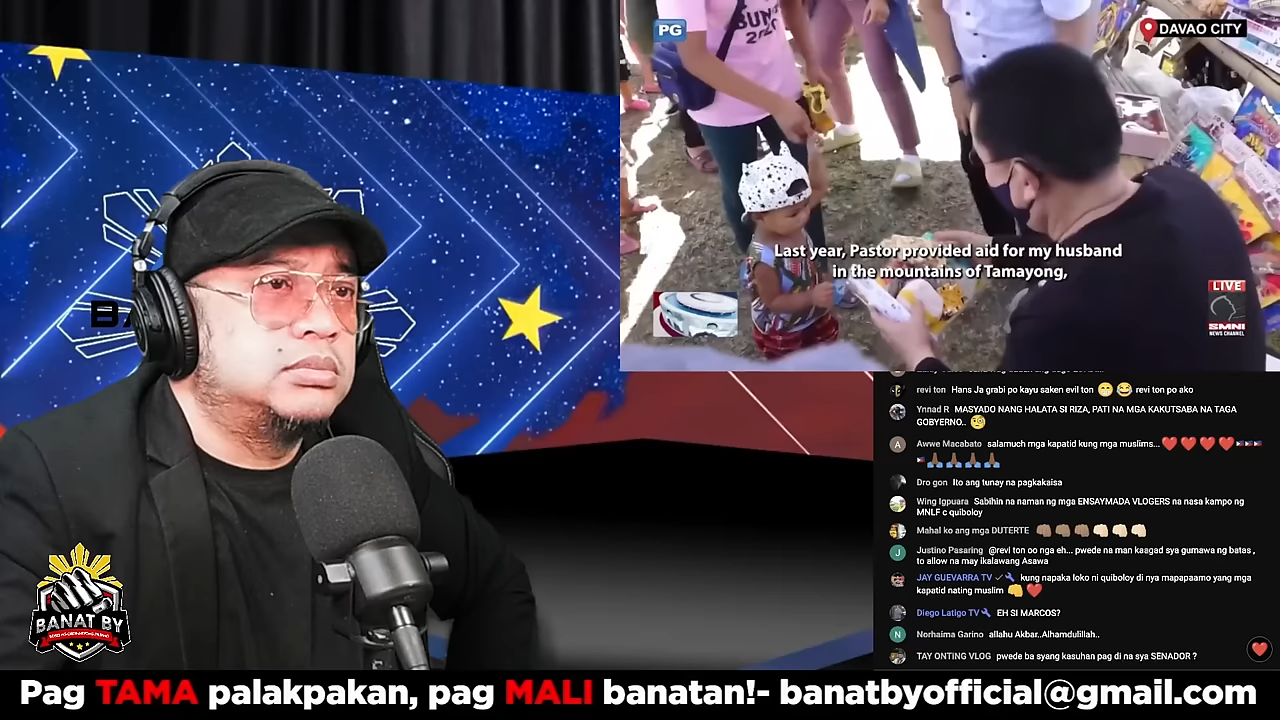 PG
BUN
DAVAO CITY
Last year, Pastor provided aid for my husband
in the mountains of Tamayong,
LIVE
SMNI
NEWS CHANNEL
BA
revi ton Hans Ja grabi po kayu saken evil ton 😁😂 revi ton po ako
Ynnad R MASYADO NANG HALATA SI RIZA, PATI NA MGA KAKUTSABA NA TAGA
GOBYERNO.. 🧐
A Awwe Macabato salamuch mga kapatid kung mga muslims...❤️❤️❤️❤️🇵🇭🇵🇭🇵🇭
🇵🇭🙏🏾🙏🏾🙏🏾🙏🏾
Dro gon Ito ang tunay na pagkakaisa
Wing Igpuara Sabihin na naman ng mga ENSAYMADA VLOGERS na nasa kampo ng
MNLF c quiboloy
Mahal ko ang mga DUTERTE 👊🏽👊🏽👊🏽👊🏻👊🏻👊🏻
J Justino Pasaring @revi ton oo nga eh... pwede na man kaagad sya gumawa ng batas ,
to allow na may ikalawang Asawa
JAY GUEVARRA TV kung napaka loko ni quiboloy di nya mapapaamo yang mga
kapatid nating muslim 👊❤️
Diego Latigo TV EH SI MARCOS?
N Norhaima Garino allahu Akbar..Alhamdulillah..
TAY ONTING VLOG pwede ba syang kasuhan pag di na sya SENADOR ?
BANAT BY
Pag TAMA palakpakan, pag MALI banatan!- banatbyofficial@gmail.com